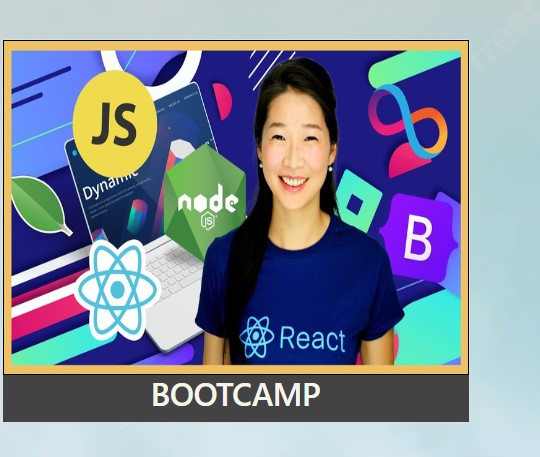 JS
Dynamic
node
JS
B
React
BOOTCAMP